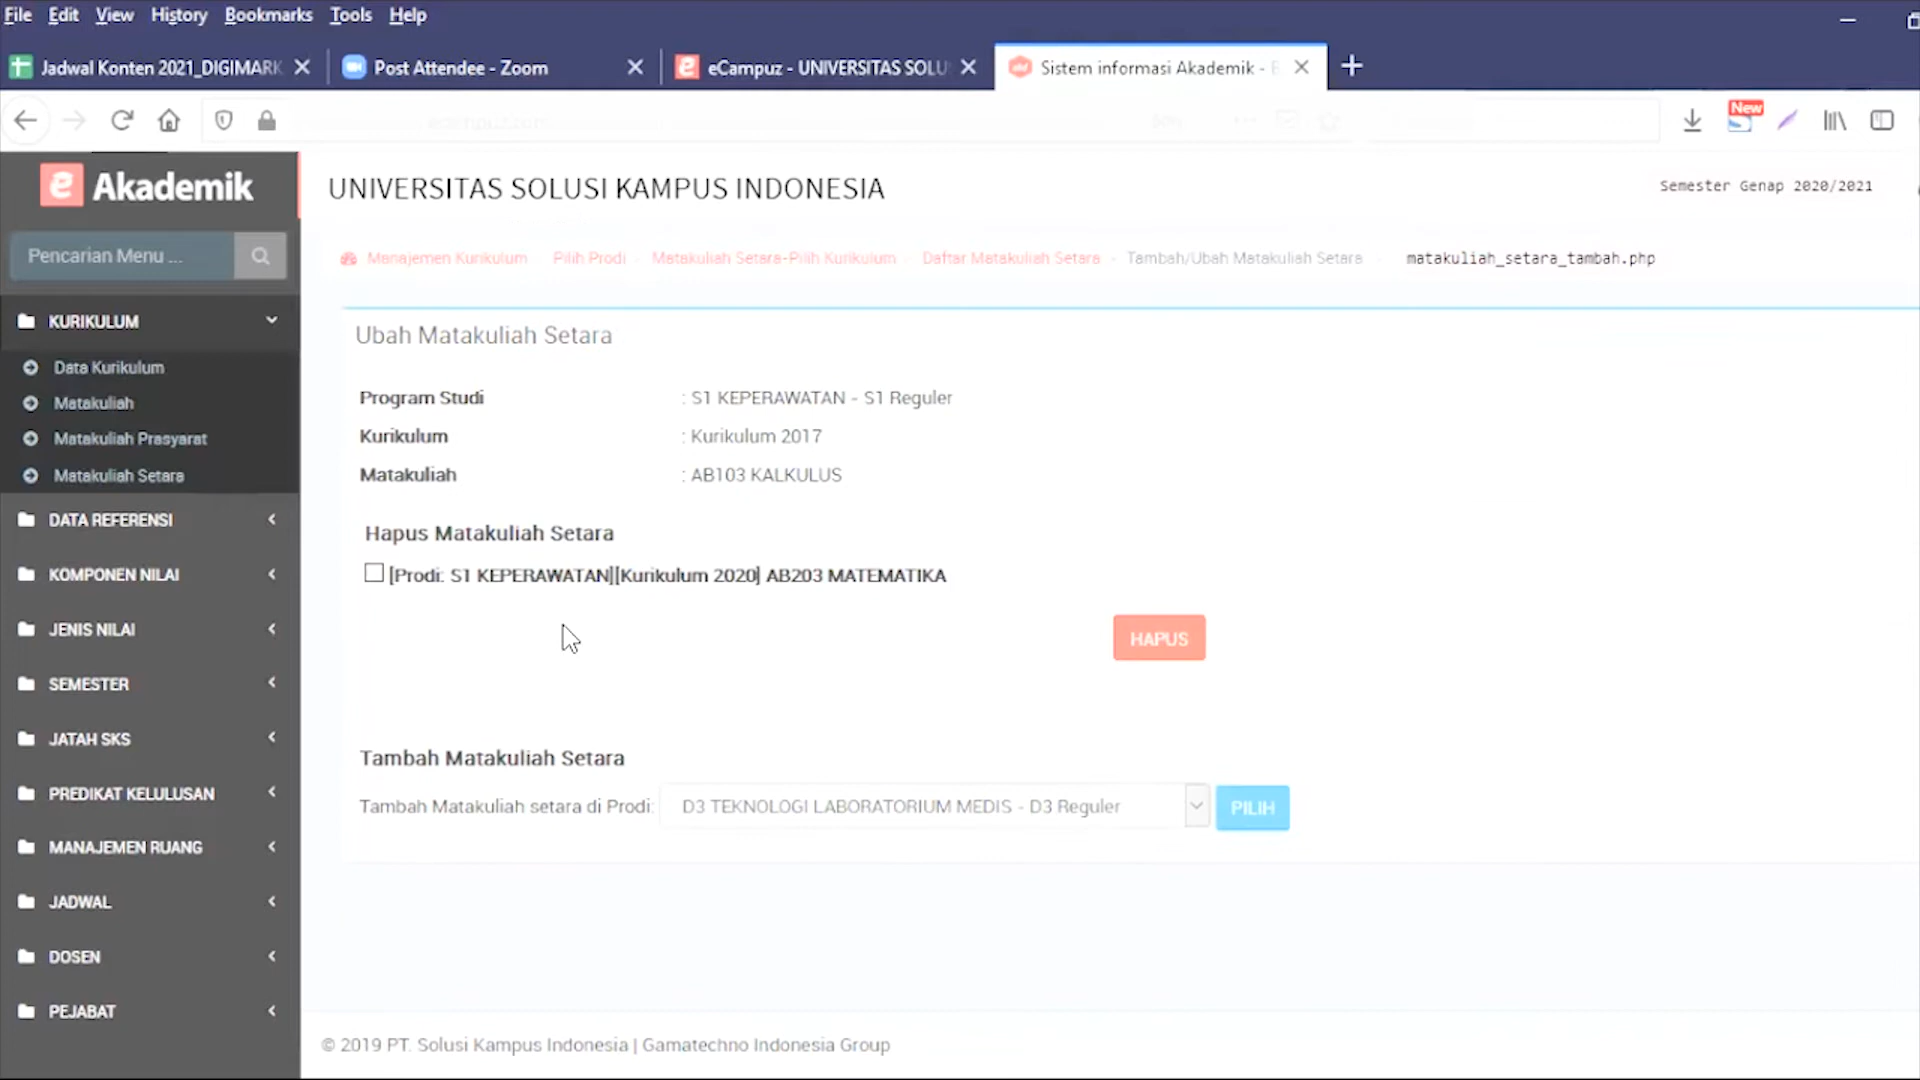 File Edit View History Bookmarks Tools Help
Jadwal Konten 2021_DIGIMARK
Post Attendee - Zoom
eCampuz - UNIVERSITAS SOLU
Sistem informasi Akademik -
New
e Akademik
UNIVERSITAS SOLUSI KAMPUS INDONESIA
Semester Genap 2020/2021
Pencarian Menu ...
Manajemen Kurikulum - Pilih Prodi - Matakuliah Setara-Pilih Kurikulum - Daftar Matakuliah Setara - Tambah/Ubah Matakuliah Setara - matakuliah_setara_tambah.php
KURIKULUM
Data Kurikulum
Matakuliah
Matakuliah Prasyarat
Matakuliah Setara
DATA REFERENSI
KOMPONEN NILAI
JENIS NILAI
SEMESTER
JATAH SKS
PREDIKAT KELULUSAN
MANAJEMEN RUANG
JADWAL
DOSEN
PEJABAT
Ubah Matakuliah Setara
Program Studi : S1 KEPERAWATAN - S1 Reguler
Kurikulum : Kurikulum 2017
Matakuliah : AB103 KALKULUS
Hapus Matakuliah Setara
[Prodi: S1 KEPERAWATAN][Kurikulum 2020] AB203 MATEMATIKA
HAPUS
Tambah Matakuliah Setara
Tambah Matakuliah setara di Prodi: D3 TEKNOLOGI LABORATORIUM MEDIS - D3 Reguler PILIH
© 2019 PT. Solusi Kampus Indonesia | Gamatechno Indonesia Group